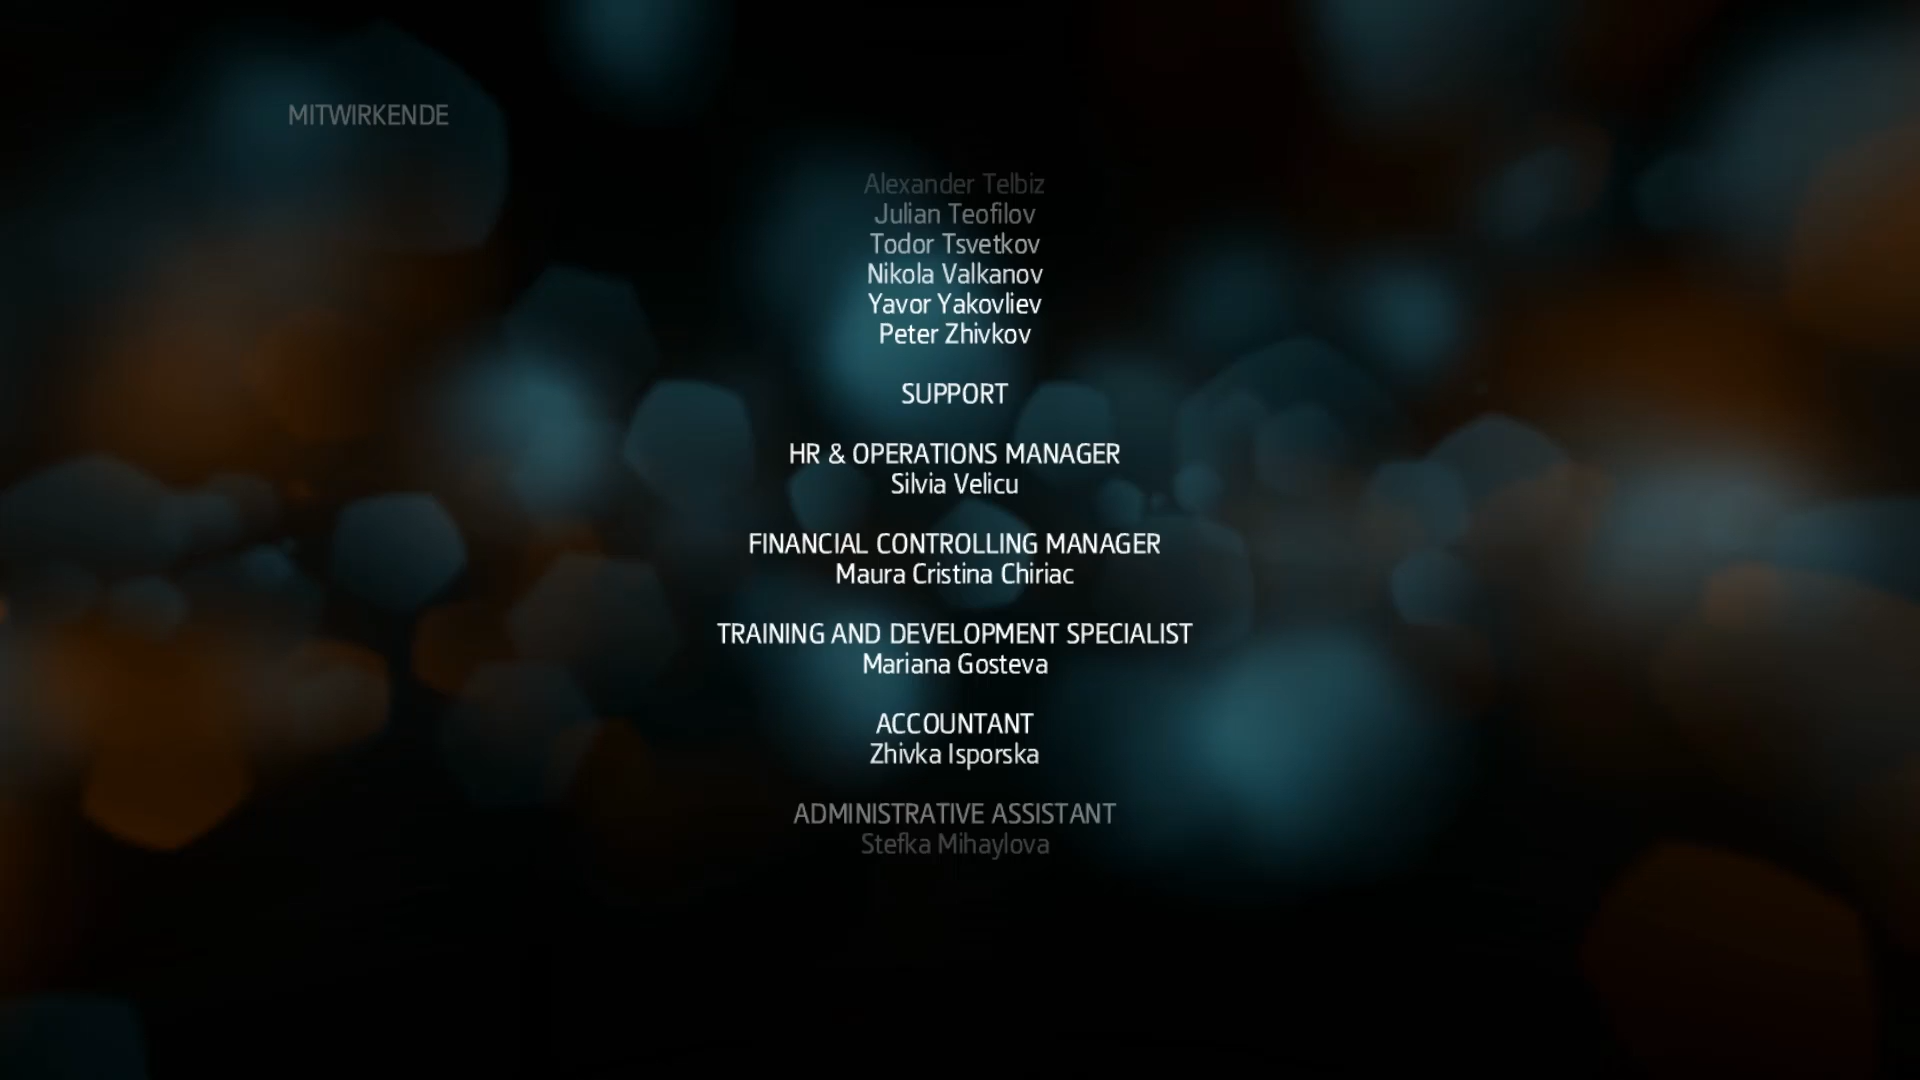 MITWIRKENDE
Alexander Telbiz
Julian Teofilov
Todor Tsvetkov
Nikola Valkanov
Yavor Yakovliev
Peter Zhivkov
SUPPORT
HR & OPERATIONS MANAGER
Silvia Velicu
FINANCIAL CONTROLLING MANAGER
Maura Cristina Chiriac
TRAINING AND DEVELOPMENT SPECIALIST
Mariana Gosteva
ACCOUNTANT
Zhivka Isporska
ADMINISTRATIVE ASSISTANT
Stefka Mihaylova